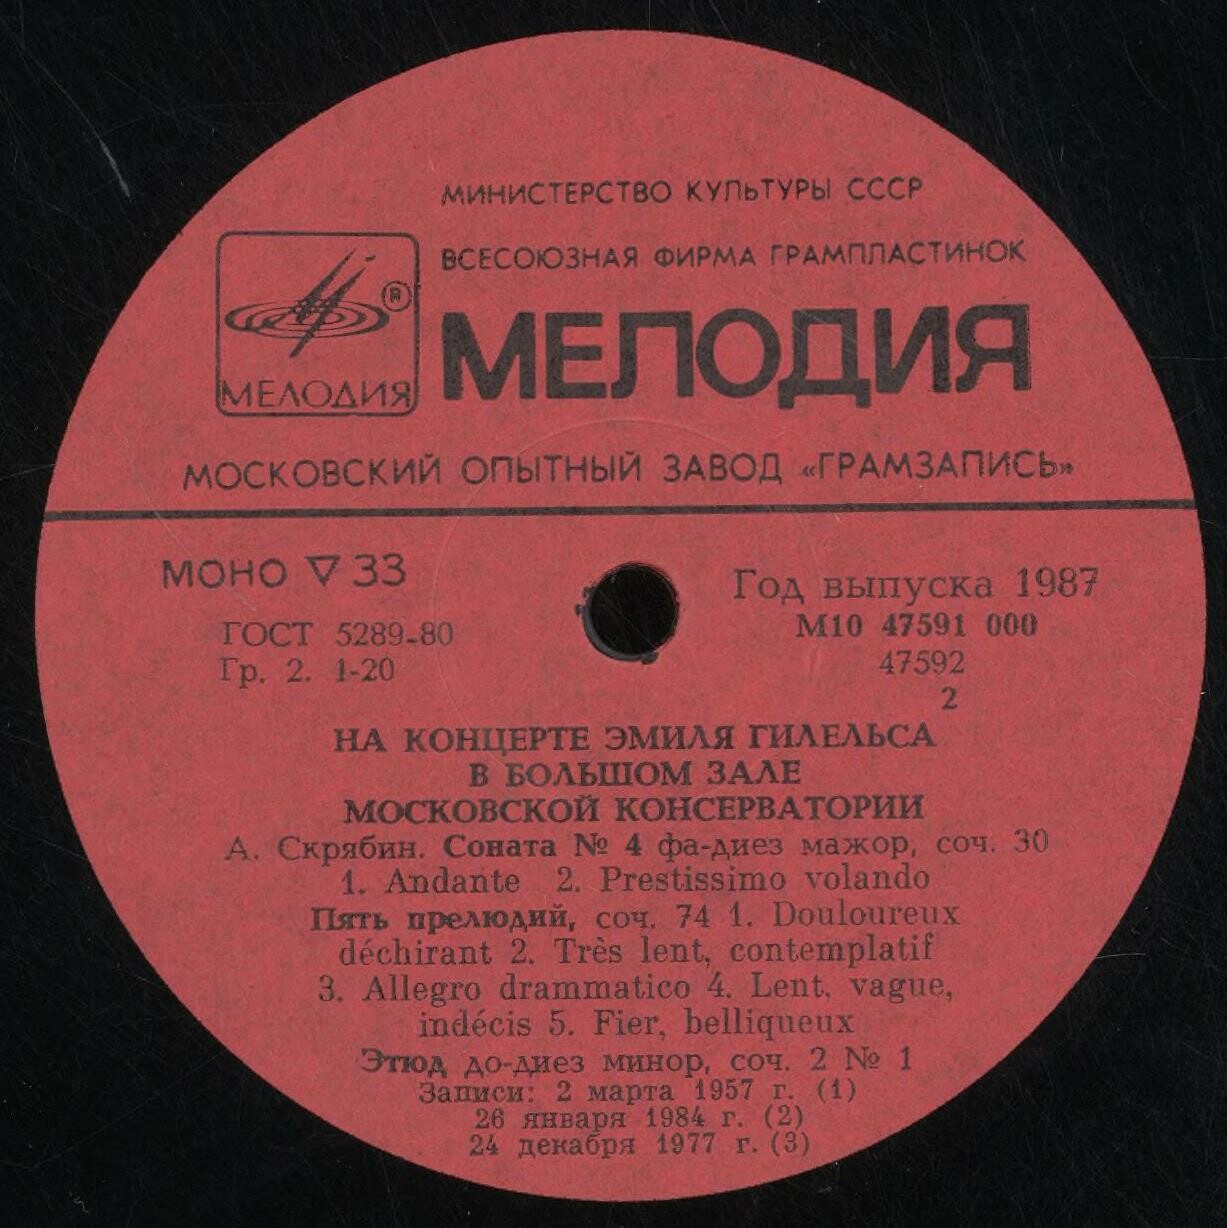 МИНИСТЕРСТВО КУЛЬТУРЫ СССР
ВСЕСОЮЗНАЯ ФИРМА ГРАМПЛАСТИНОК
®
МЕЛОДИЯ
МЕЛОДИЯ
МОСКОВСКИЙ ОПЫТНЫЙ ЗАВОД «ГРАМЗАПИСЬ»
МОНО ▽ 33
ГОСТ 5289-80
Гр. 2. 1-20
Год выпуска 1987
М10 47591 000
47592
2
НА КОНЦЕРТЕ ЭМИЛЯ ГИЛЕЛЬСА
В БОЛЬШОМ ЗАЛЕ
МОСКОВСКОЙ КОНСЕРВАТОРИИ
А. Скрябин. Соната № 4 фа-диез мажор, соч. 30
1. Andante 2. Prestissimo volando
Пять прелюдий, соч. 74 1. Douloureux
déchirant 2. Très lent, contemplatif
3. Allegro drammatico 4. Lent, vague,
indécis 5. Fier, belliqueux
Этюд до-диез минор, соч. 2 № 1
Записи: 2 марта 1957 г. (1)
26 января 1984 г. (2)
24 декабря 1977 г. (3)